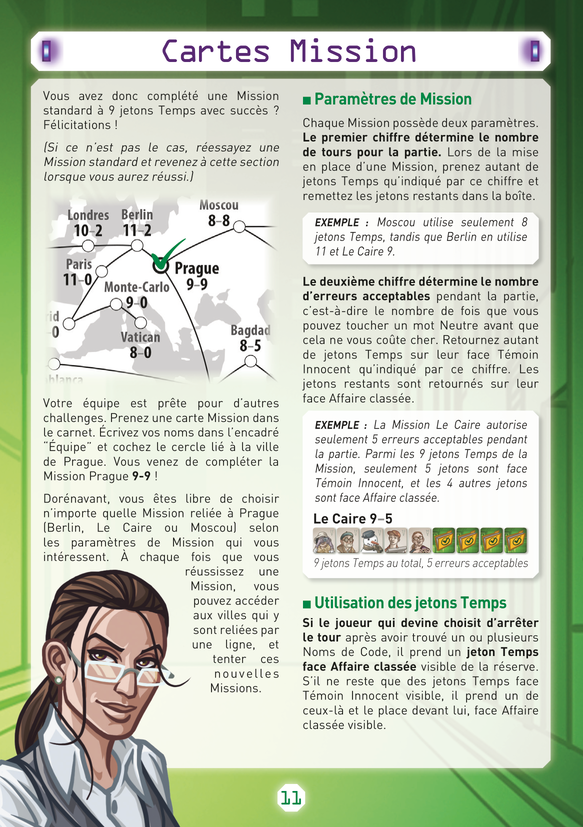 Cartes Mission
Vous avez donc complété une Mission
standard à 9 jetons Temps avec succès ?
Félicitations !
(Si ce n'est pas le cas, réessayez une
Mission standard et revenez à cette section
lorsque vous aurez réussi.)
Moscou
8–8
Londres
10–2
Berlin
11–2
Paris
11–0
Prague
9–9
Monte-Carlo
9–0
rid
0
Vatican
8–0
Bagdad
8–5
blanca
Votre équipe est prête pour d'autres
challenges. Prenez une carte Mission dans
le carnet. Écrivez vos noms dans l'encadré
"Équipe" et cochez le cercle lié à la ville
de Prague. Vous venez de compléter la
Mission Prague 9-9 !
Dorénavant, vous êtes libre de choisir
n'importe quelle Mission reliée à Prague
(Berlin, Le Caire ou Moscou) selon
les paramètres de Mission qui vous
intéressent. À chaque fois que vous
réussissez une
Mission, vous
pouvez accéder
aux villes qui y
sont reliées par
une ligne, et
tenter ces
nouvelles
Missions.
Paramètres de Mission
Chaque Mission possède deux paramètres.
Le premier chiffre détermine le nombre
de tours pour la partie. Lors de la mise
en place d'une Mission, prenez autant de
jetons Temps qu'indiqué par ce chiffre et
remettez les jetons restants dans la boîte.
EXEMPLE : Moscou utilise seulement 8
jetons Temps, tandis que Berlin en utilise
11 et Le Caire 9.
Le deuxième chiffre détermine le nombre
d'erreurs acceptables pendant la partie,
c'est-à-dire le nombre de fois que vous
pouvez toucher un mot Neutre avant que
cela ne vous coûte cher. Retournez autant
de jetons Temps sur leur face Témoin
Innocent qu'indiqué par ce chiffre. Les
jetons restants sont retournés sur leur
face Affaire classée.
EXEMPLE : La Mission Le Caire autorise
seulement 5 erreurs acceptables pendant
la partie. Parmi les 9 jetons Temps de la
Mission, seulement 5 jetons sont face
Témoin Innocent, et les 4 autres jetons
sont face Affaire classée.
Le Caire 9–5
9 jetons Temps au total, 5 erreurs acceptables
Utilisation des jetons Temps
Si le joueur qui devine choisit d'arrêter
le tour après avoir trouvé un ou plusieurs
Noms de Code, il prend un jeton Temps
face Affaire classée visible de la réserve.
S'il ne reste que des jetons Temps face
Témoin Innocent visible, il prend un de
ceux-là et le place devant lui, face Affaire
classée visible.
11